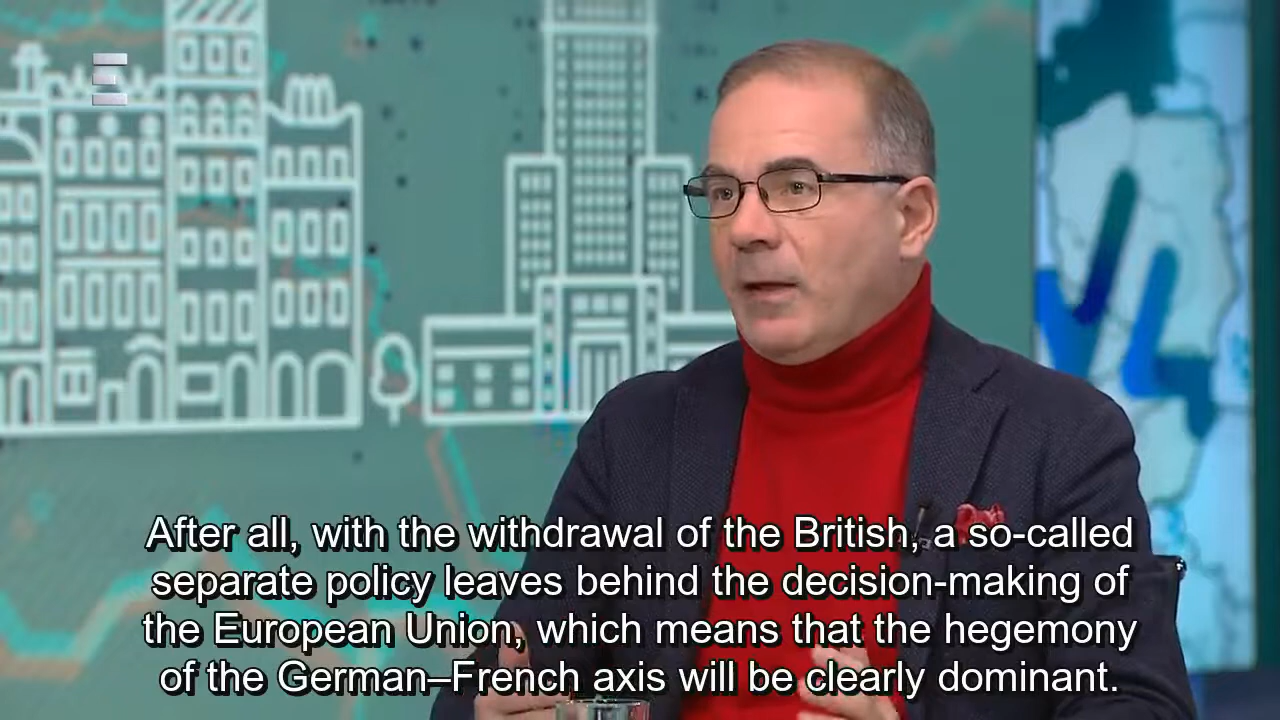 After all, with the withdrawal of the British, a so-called
separate policy leaves behind the decision-making of
the European Union, which means that the hegemony
of the German–French axis will be clearly dominant.